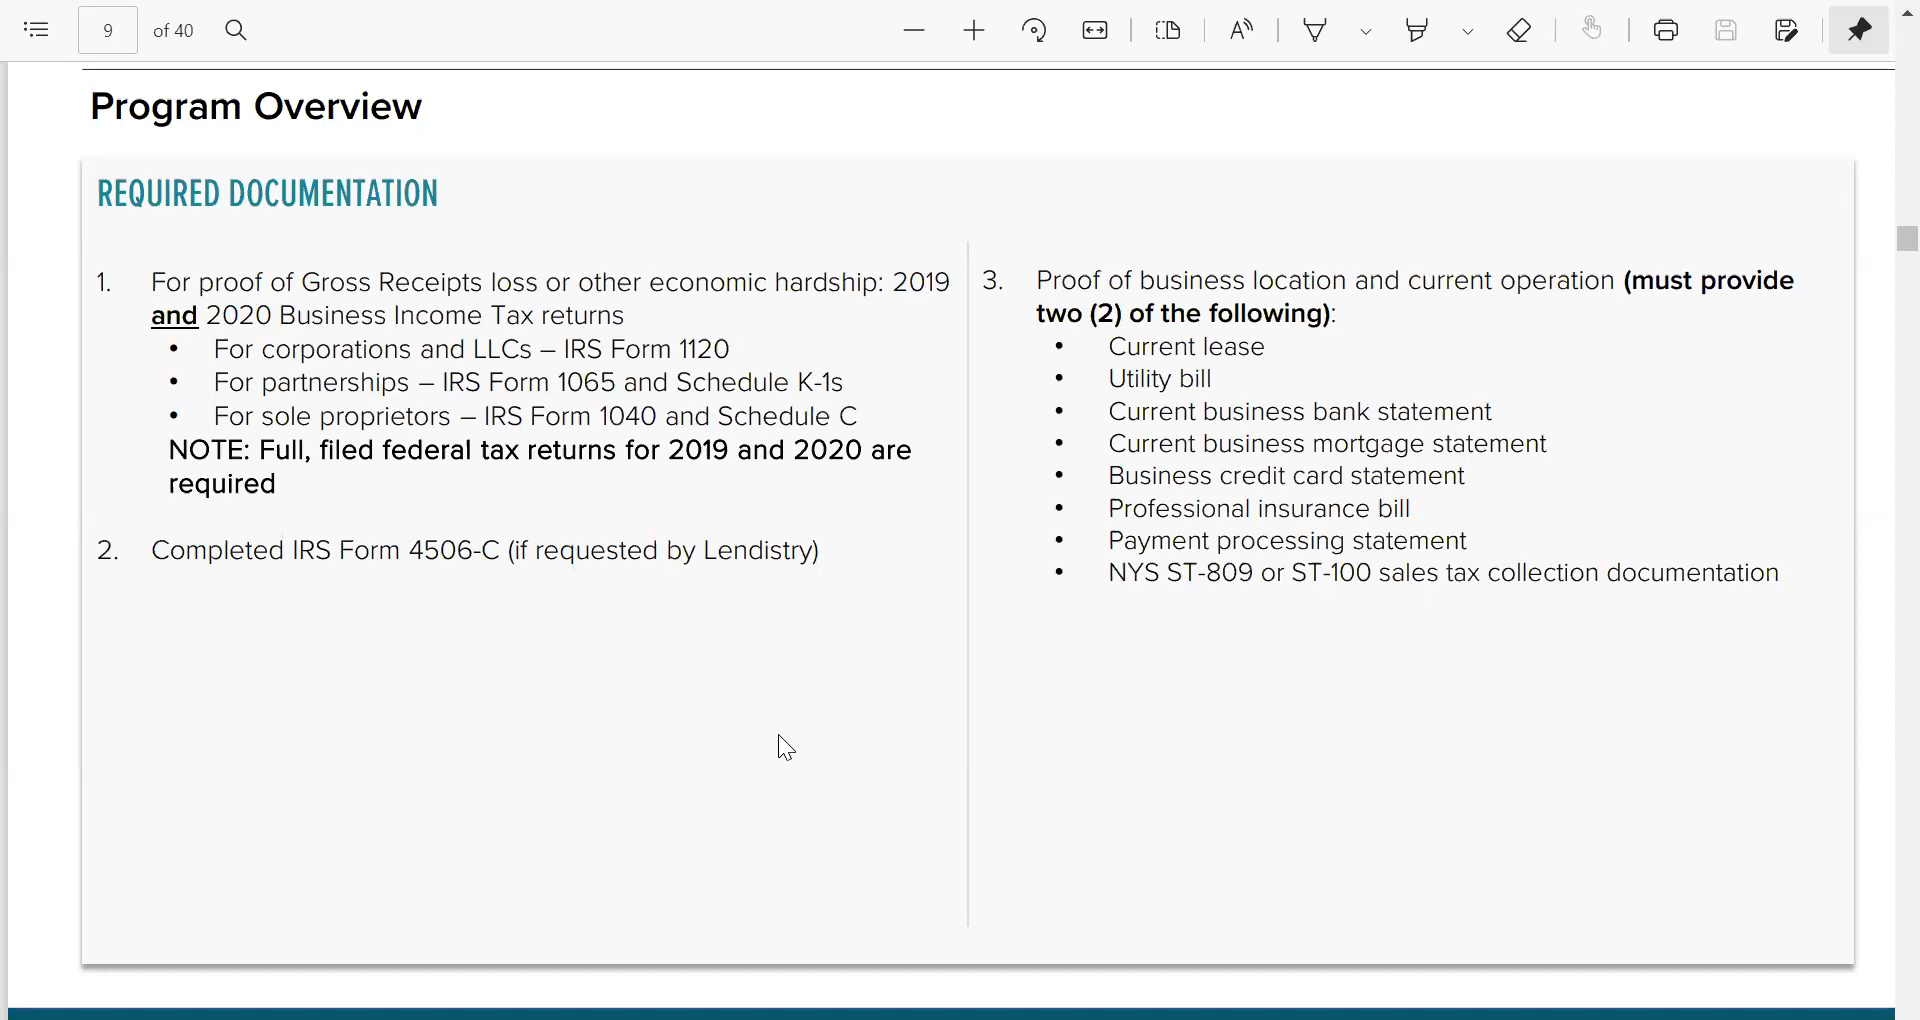 9 of 40
Program Overview
REQUIRED DOCUMENTATION
1. For proof of Gross Receipts loss or other economic hardship: 2019
and 2020 Business Income Tax returns
• For corporations and LLCs – IRS Form 1120
• For partnerships – IRS Form 1065 and Schedule K-1s
• For sole proprietors – IRS Form 1040 and Schedule C
NOTE: Full, filed federal tax returns for 2019 and 2020 are
required
2. Completed IRS Form 4506-C (if requested by Lendistry)
3. Proof of business location and current operation (must provide
two (2) of the following):
• Current lease
• Utility bill
• Current business bank statement
• Current business mortgage statement
• Business credit card statement
• Professional insurance bill
• Payment processing statement
• NYS ST-809 or ST-100 sales tax collection documentation